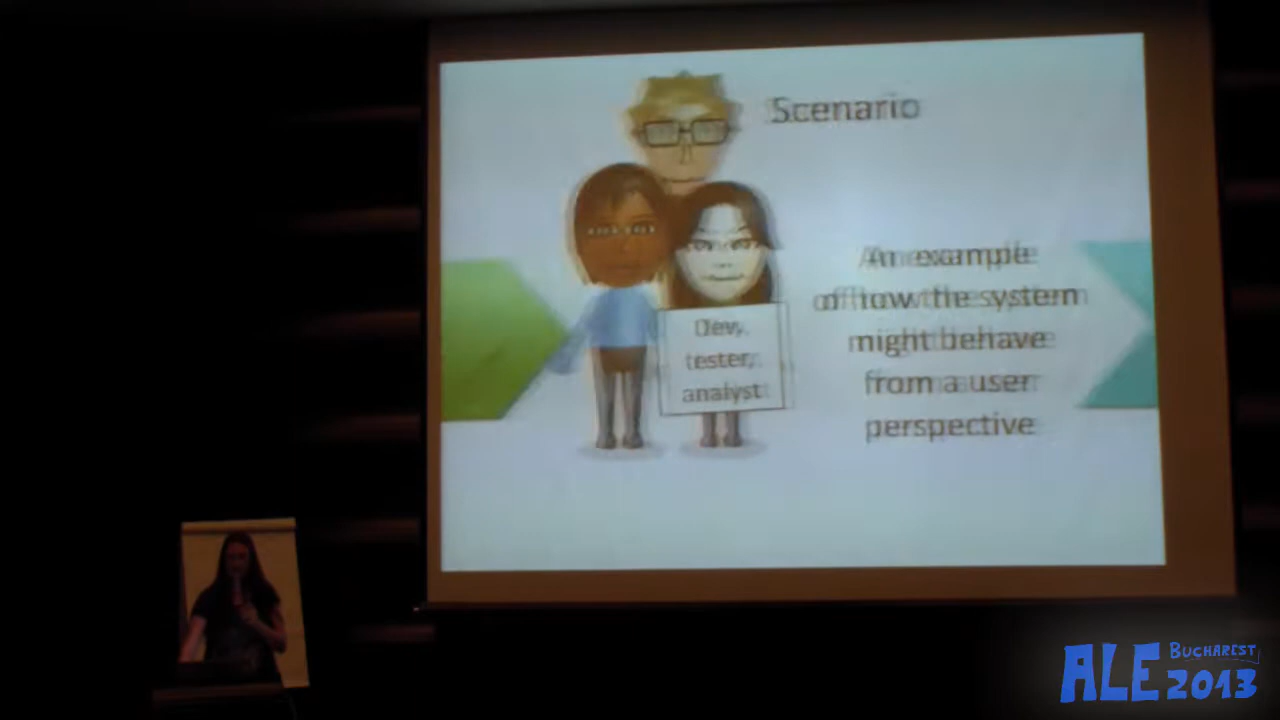 Scenario
An example
of how the system
might behave
from a user
perspective
Dev,
tester,
analyst
ALE BUCHAREST
2013